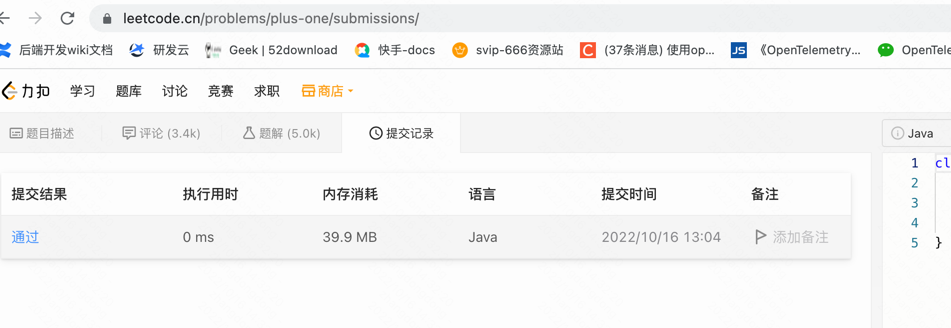 leetcode.cn/problems/plus-one/submissions/
后端开发wiki文档 研发云 Geek | 52download 快手-docs svip-666资源站 C (37条消息) 使用op... JS 《OpenTelemetry... OpenTele
力扣 学习 题库 讨论 竞赛 求职 商店
题目描述 评论 (3.4k) 题解 (5.0k) 提交记录 Java
提交结果 执行用时 内存消耗 语言 提交时间 备注
通过 0 ms 39.9 MB Java 2022/10/16 13:04 添加备注
1 cl
2
3
4
5 }